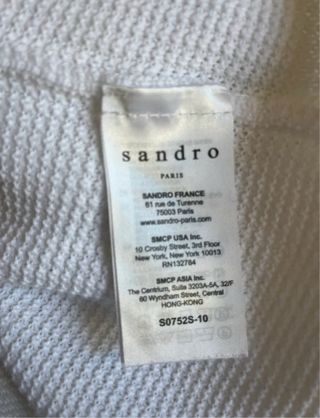 sandro
PARIS
SANDRO FRANCE
61 rue de Turenne
75003 Paris
www.sandro-paris.com
SMCP USA Inc.
10 Crosby Street, 3rd Floor
New York, New York 10013
RN132784
SMCP ASIA Inc.
The Centrium, Suite 3203A-5A, 32/F
60 Wyndham Street, Central
HONG-KONG
S0752S-10